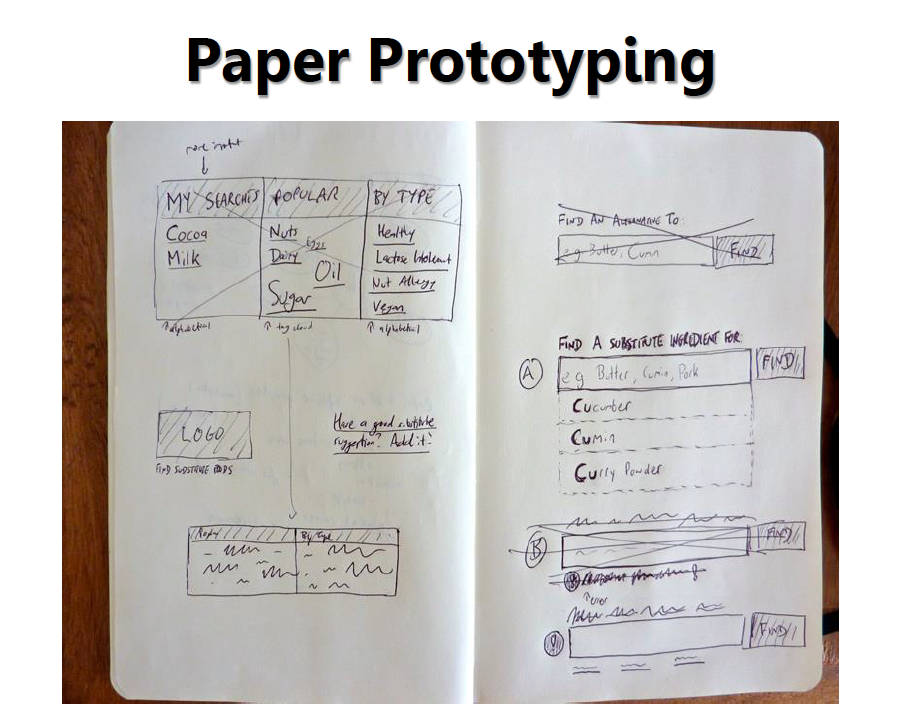 Paper Prototyping
MY SEARCHES
Cocoa
Milk
↑ alphabetical
POPULAR
Nuts
Eggs
Dairy
Oil
Sugar
↑ tag cloud
BY TYPE
Healthy
Lactose Intolerant
Nut Allergy
Vegan
↑ alphabetical
LOGO
FIND SUBSTITUTE FOODS
Have a good substitute
suggestion? Add it!
By Type
FIND AN ALTERNATIVE TO:
e.g Butter, Cumin
FIND
FIND A SUBSTITUTE INGREDIENT FOR:
A
e.g Butter, Cumin, Pork
FIND
Cucumber
Cumin
Curry Powder
B
FIND
↑ error
!
FIND